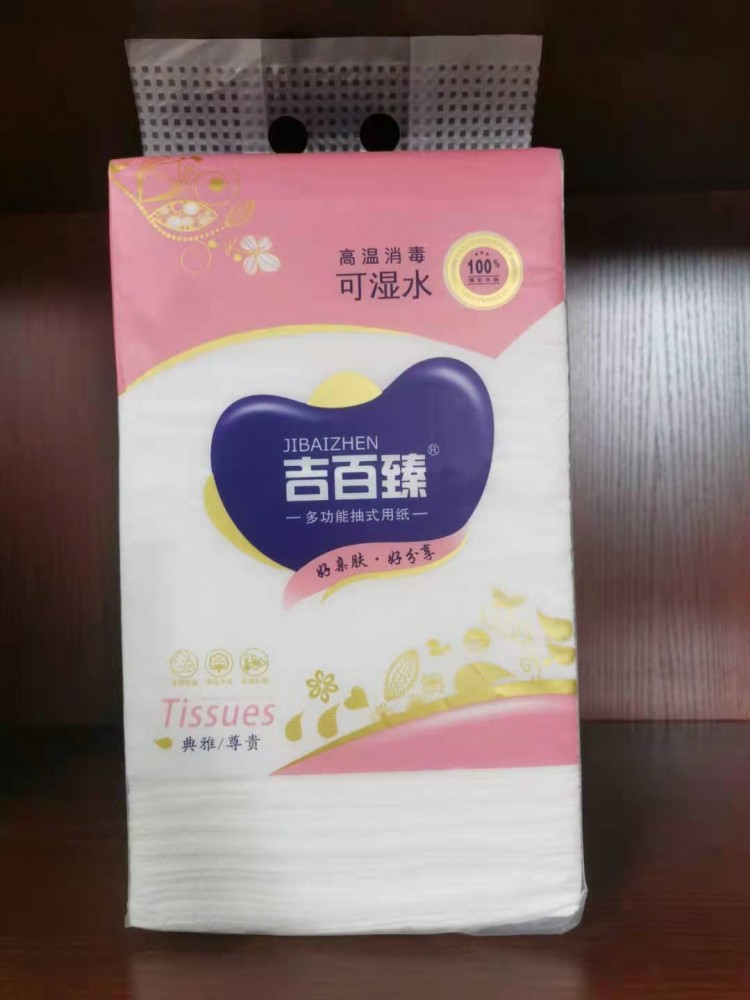 高温消毒
可湿水
100%
JIBAIZHEN
吉百臻®
多功能抽式用纸
好亲肤·好分享
Tissues
典雅/尊贵